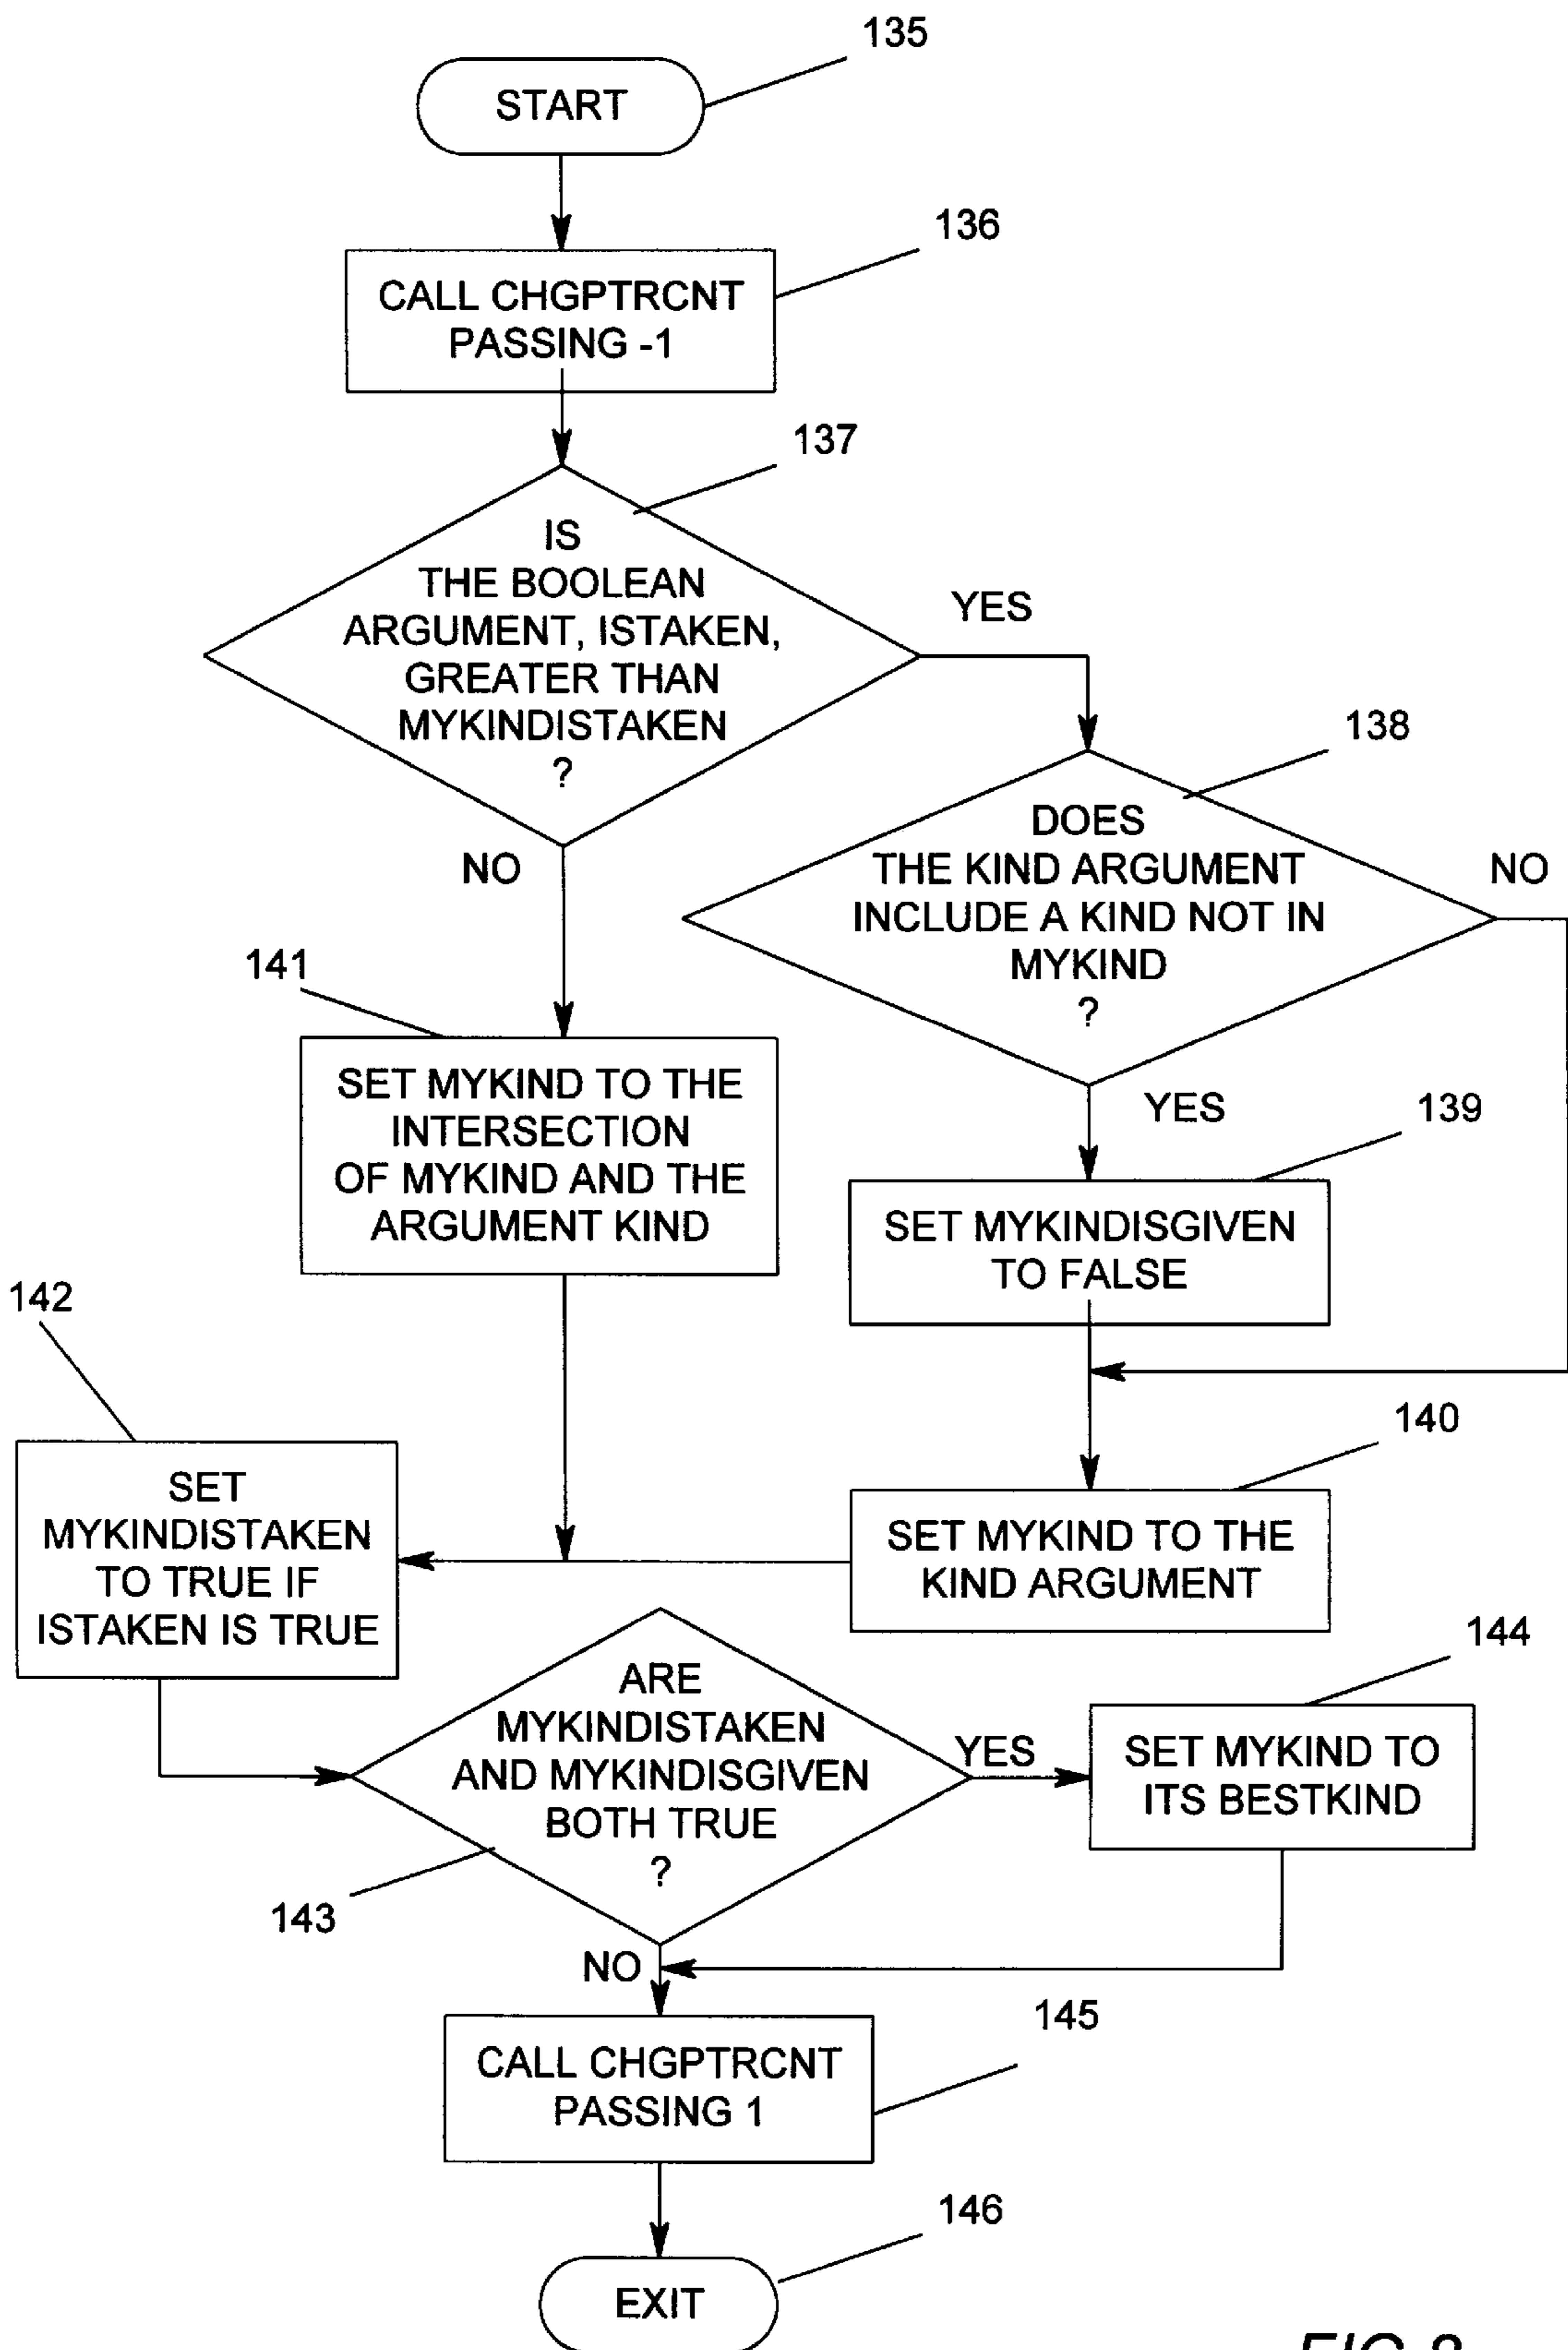 135
START
136
CALL CHGPTRCNT
PASSING -1
137
IS
THE BOOLEAN
ARGUMENT, ISTAKEN,
GREATER THAN
MYKINDISTAKEN
?
YES
NO
138
DOES
THE KIND ARGUMENT
INCLUDE A KIND NOT IN
MYKIND
?
NO
YES
141
SET MYKIND TO THE
INTERSECTION
OF MYKIND AND THE
ARGUMENT KIND
139
SET MYKINDISGIVEN
TO FALSE
142
SET
MYKINDISTAKEN
TO TRUE IF
ISTAKEN IS TRUE
140
SET MYKIND TO THE
KIND ARGUMENT
ARE
MYKINDISTAKEN
AND MYKINDISGIVEN
BOTH TRUE
?
143
YES
NO
144
SET MYKIND TO
ITS BESTKIND
145
CALL CHGPTRCNT
PASSING 1
146
EXIT